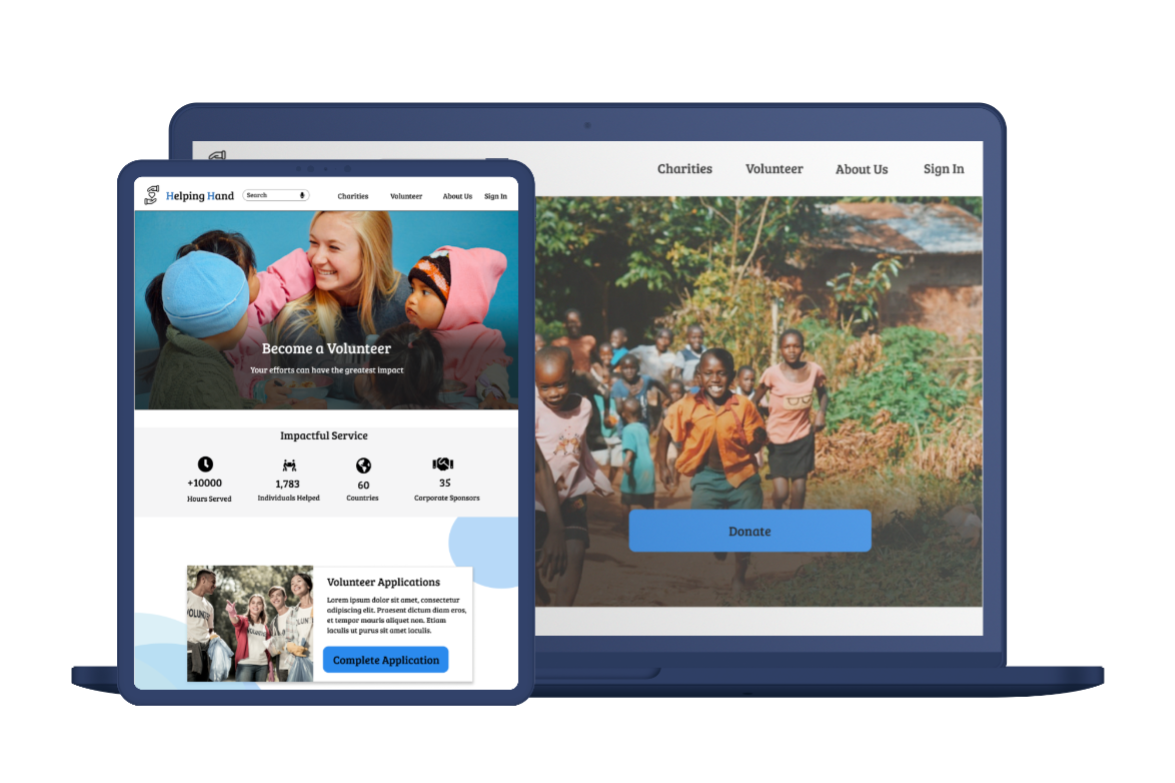 Charities Volunteer About Us Sign In
Helping Hand Search Charities Volunteer About Us Sign In
Become a Volunteer
Your efforts can have the greatest impact
Impactful Service
+10000 1,783 60 35
Hours Served Individuals Helped Countries Corporate Sponsors
Donate
Volunteer Applications
Lorem ipsum dolor sit amet, consectetur
adipiscing elit. Praesent dictum diam eros,
et tempor mauris aliquet non. Etiam
iaculis ut purus sit amet iaculis.
Complete Application